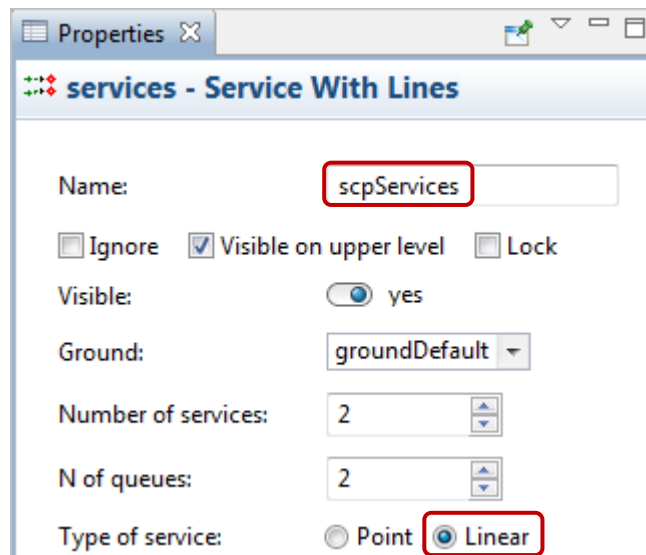 Properties
services - Service With Lines
Name: scpServices
Ignore Visible on upper level Lock
Visible: yes
Ground: groundDefault
Number of services: 2
N of queues: 2
Type of service: Point Linear